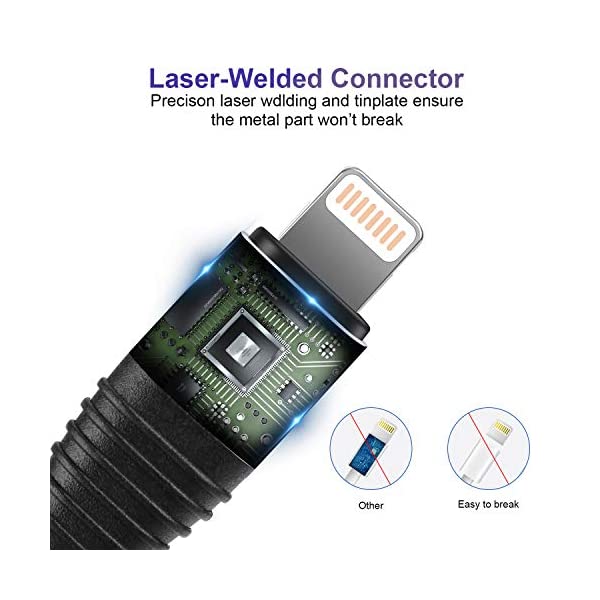 Laser-Welded Connector
Precison laser wdlding and tinplate ensure
the metal part won't break
Other
Easy to break